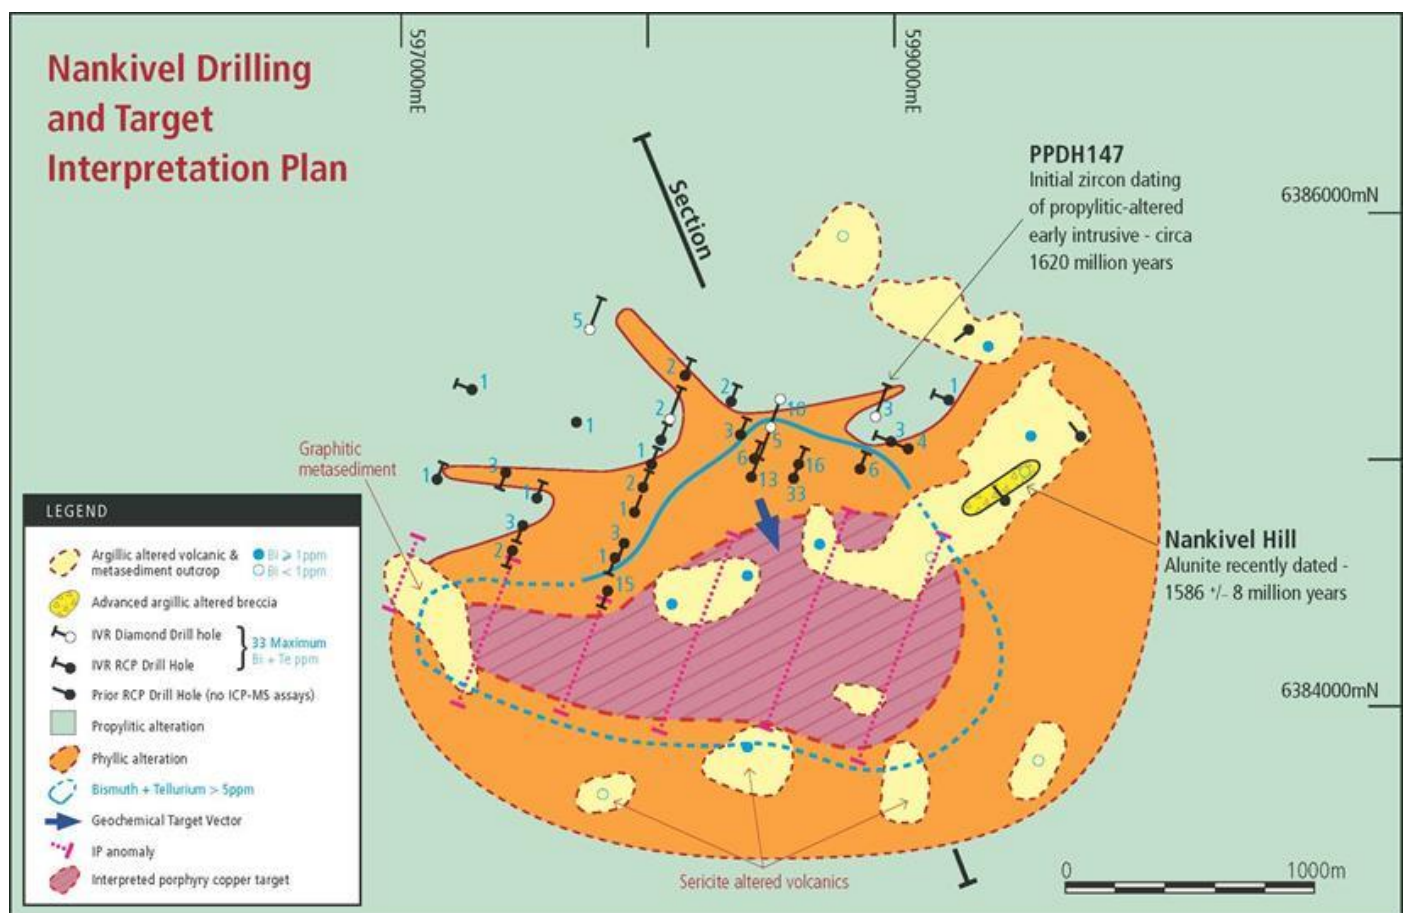 Nankivel Drilling
and Target
Interpretation Plan
597000mE
599000mE
Section
PPDH147
Initial zircon dating
of propylitic-altered
early intrusive - circa
1620 million years
6386000mN
5
1
2
2
2
10
3
1
1
3
5
3
4
1
6
16
6
13
33
2
1
3
1
1
3
2
3
1
15
Graphitic
metasediment
Nankivel Hill
Alunite recently dated -
1586 +/- 8 million years
6384000mN
Sericite altered volcanics
0
1000m
LEGEND
Argillic altered volcanic &
metasediment outcrop
Bi ⩾ 1ppm
Bi < 1ppm
Advanced argillic altered breccia
IVR Diamond Drill hole
IVR RCP Drill Hole
33 Maximum
Bi + Te ppm
Prior RCP Drill Hole (no ICP-MS assays)
Propylitic alteration
Phyllic alteration
Bismuth + Tellurium > 5ppm
Geochemical Target Vector
IP anomaly
Interpreted porphyry copper target